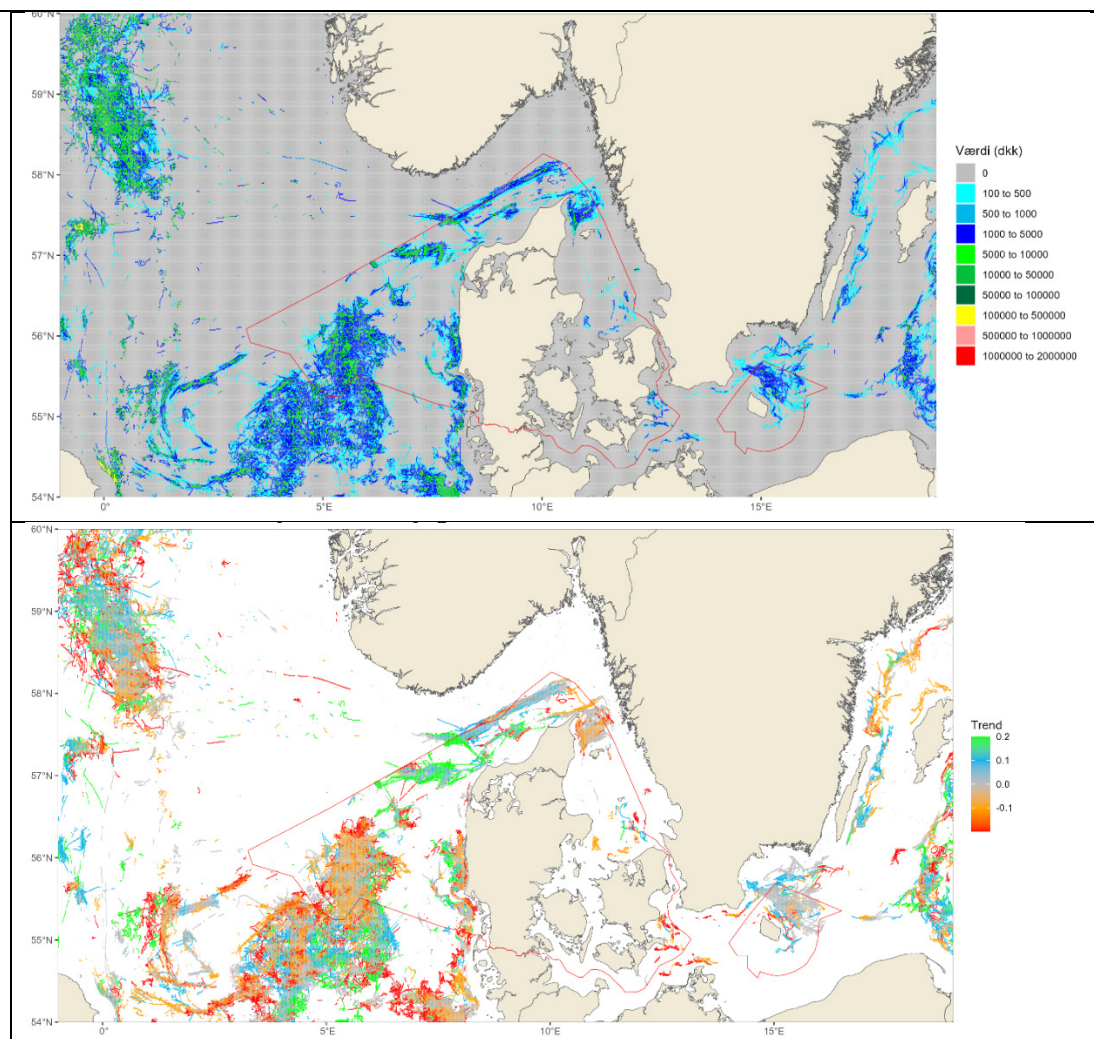 60°N
59°N
58°N
57°N
56°N
55°N
54°N
0°
5°E
10°E
15°E
Værdi (dkk)
0
100 to 500
500 to 1000
1000 to 5000
5000 to 10000
10000 to 50000
50000 to 100000
100000 to 500000
500000 to 1000000
1000000 to 2000000
60°N
59°N
58°N
57°N
56°N
55°N
54°N
0°
5°E
10°E
15°E
Trend
0.2
0.1
0.0
-0.1